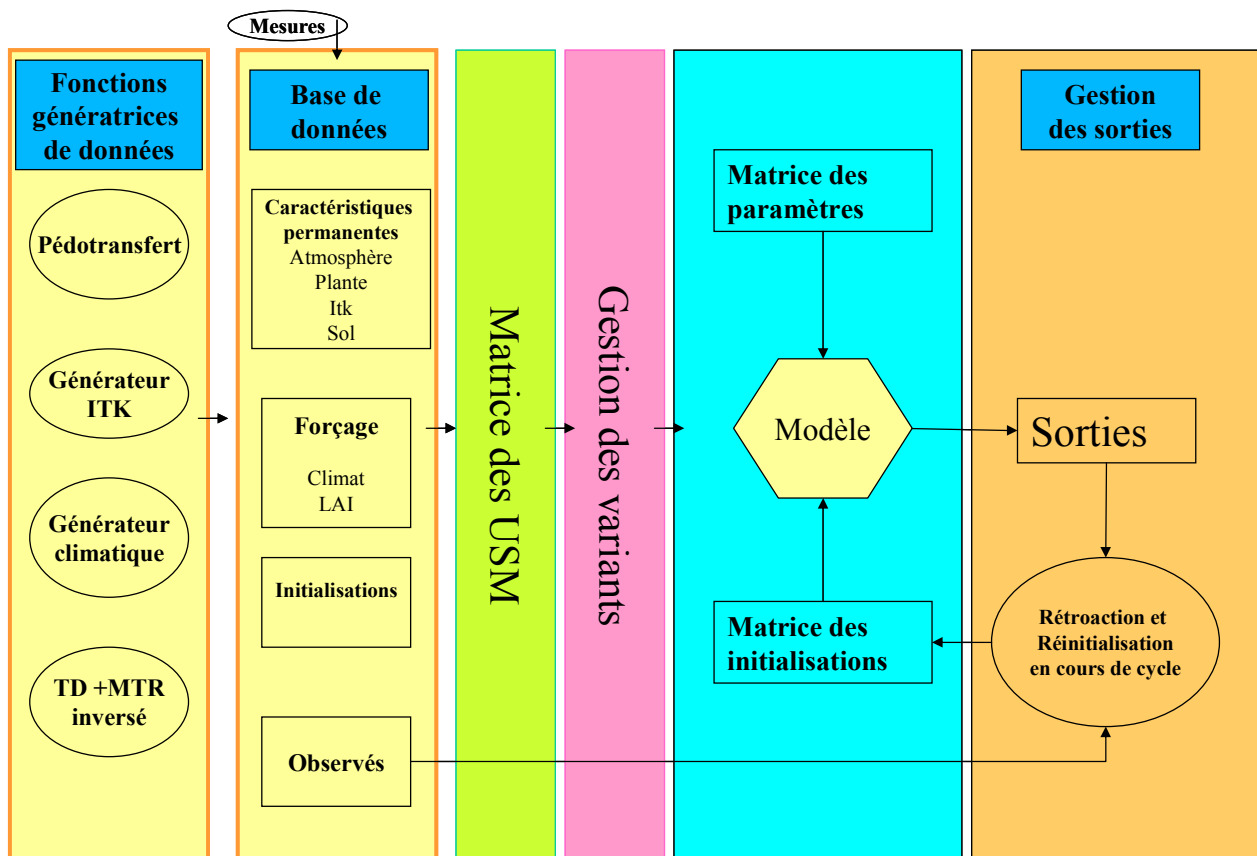 Mesures
Fonctions
génératrices
de données
Pédotransfert
Générateur
ITK
Générateur
climatique
TD +MTR
inversé
Base de
données
Caractéristiques
permanentes
Atmosphère
Plante
Itk
Sol
Forçage
Climat
LAI
Initialisations
Observés
Matrice des USM
Gestion des variants
Matrice des
paramètres
Modèle
Matrice des
initialisations
Gestion
des sorties
Sorties
Rétroaction et
Réinitialisation
en cours de cycle